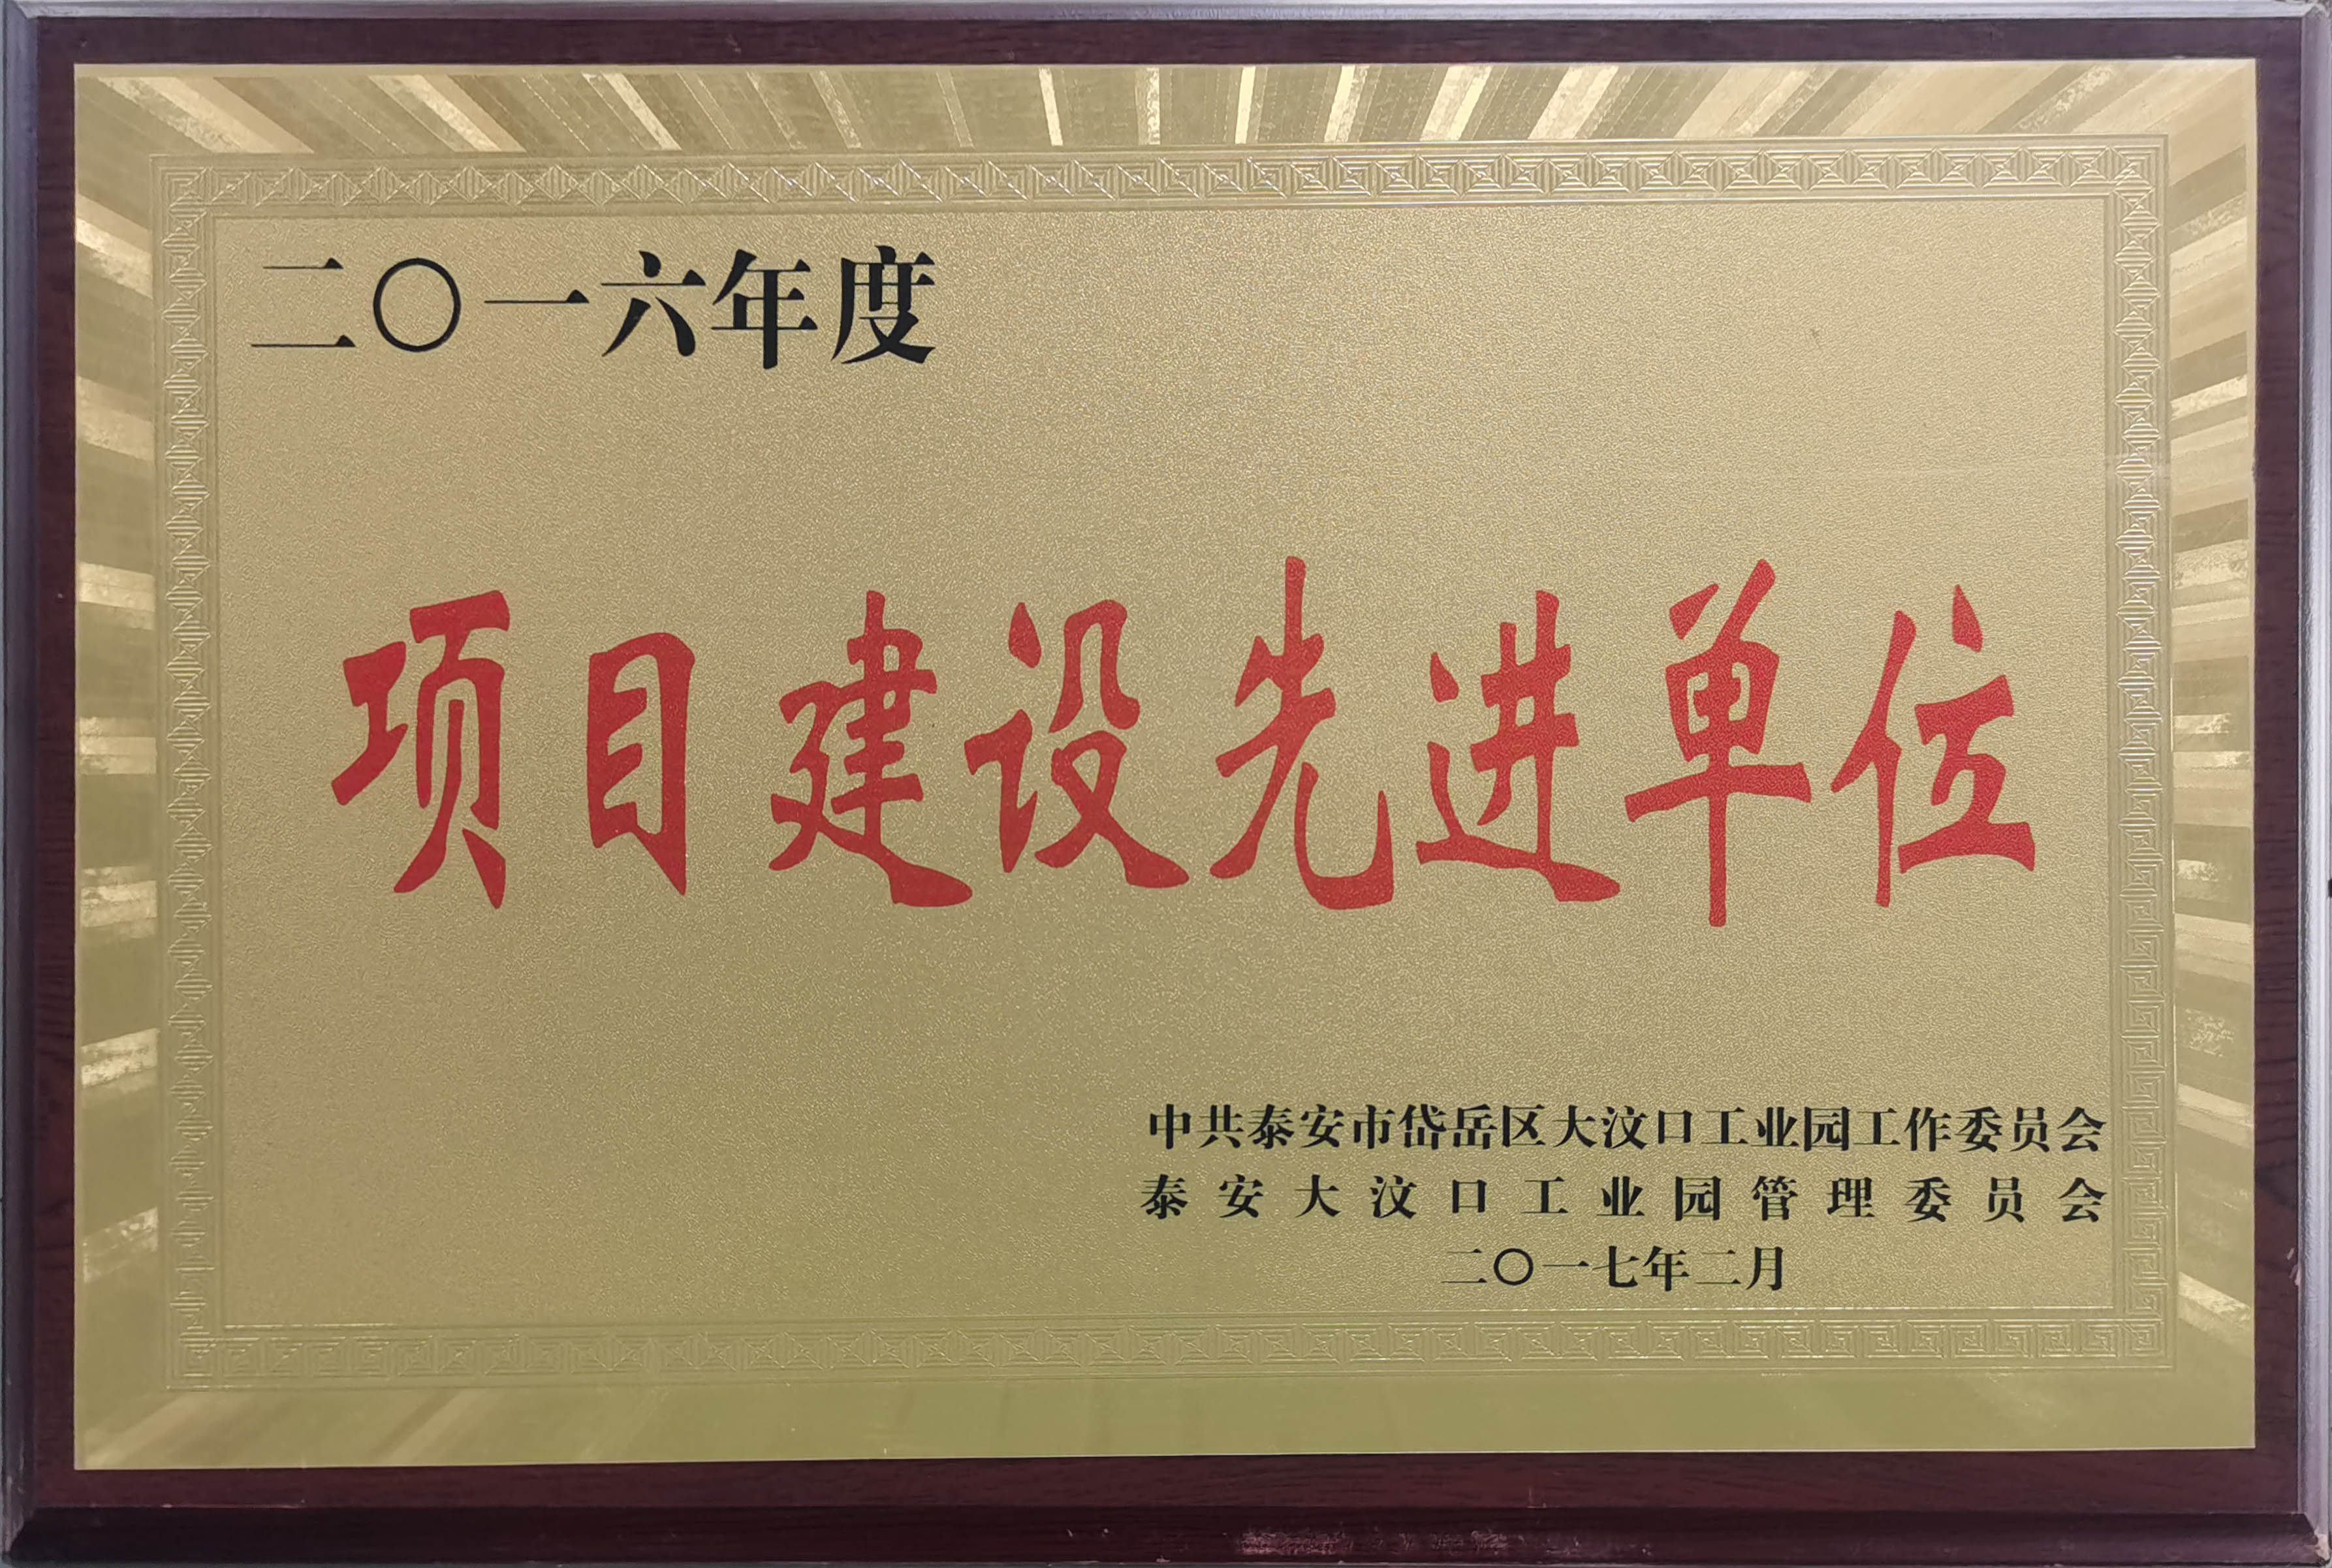 二〇一六年度
项目建设先进单位
中共泰安市岱岳区大汶口工业园工作委员会
泰安大汶口工业园管理委员会
二〇一七年二月